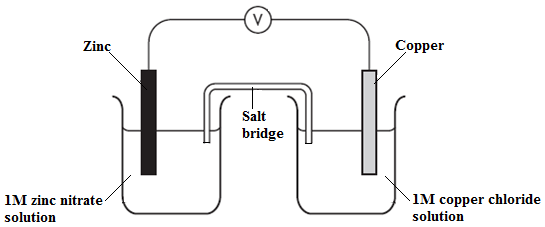 V
Zinc
Copper
Salt
bridge
1M zinc nitrate
solution
1M copper chloride
solution